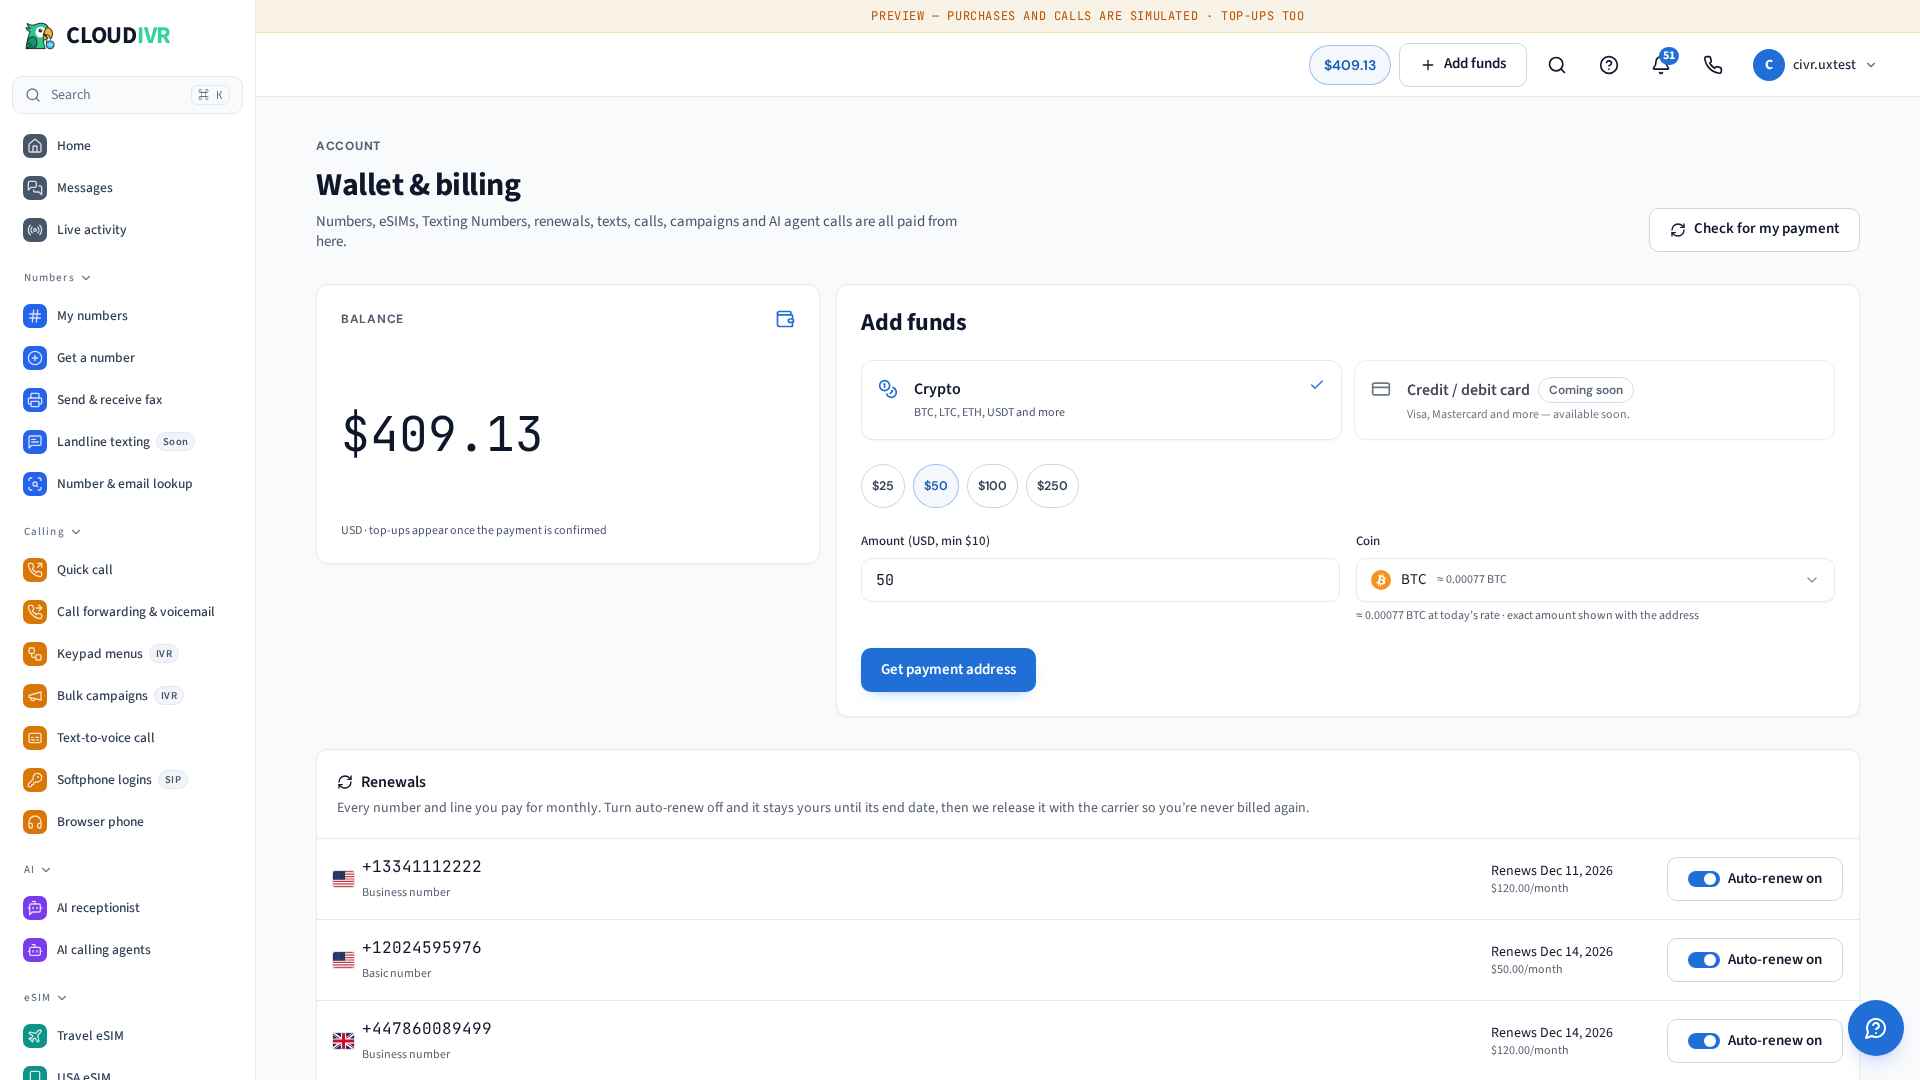 PREVIEW — PURCHASES AND CALLS ARE SIMULATED · TOP-UPS TOO
CLOUDIVR
Search
⌘ K
Home
Messages
Live activity
Numbers
My numbers
Get a number
Send & receive fax
Landline texting Soon
Number & email lookup
Calling
Quick call
Call forwarding & voicemail
Keypad menus IVR
Bulk campaigns IVR
Text-to-voice call
Softphone logins SIP
Browser phone
AI
AI receptionist
AI calling agents
eSIM
Travel eSIM
USA eSIM
$409.13
Add funds
51
C
civr.uxtest
ACCOUNT
Wallet & billing
Numbers, eSIMs, Texting Numbers, renewals, texts, calls, campaigns and AI agent calls are all paid from
here.
Check for my payment
BALANCE
$409.13
USD · top-ups appear once the payment is confirmed
Add funds
Crypto
BTC, LTC, ETH, USDT and more
Credit / debit card Coming soon
Visa, Mastercard and more — available soon.
$25 $50 $100 $250
Amount (USD, min $10)
50
Coin
BTC ≈ 0.00077 BTC
≈ 0.00077 BTC at today's rate · exact amount shown with the address
Get payment address
Renewals
Every number and line you pay for monthly. Turn auto-renew off and it stays yours until its end date, then we release it with the carrier so you're never billed again.
+13341112222
Business number
Renews Dec 11, 2026
$120.00/month
Auto-renew on
+12024595976
Basic number
Renews Dec 14, 2026
$50.00/month
Auto-renew on
+447860089499
Business number
Renews Dec 14, 2026
$120.00/month
Auto-renew on